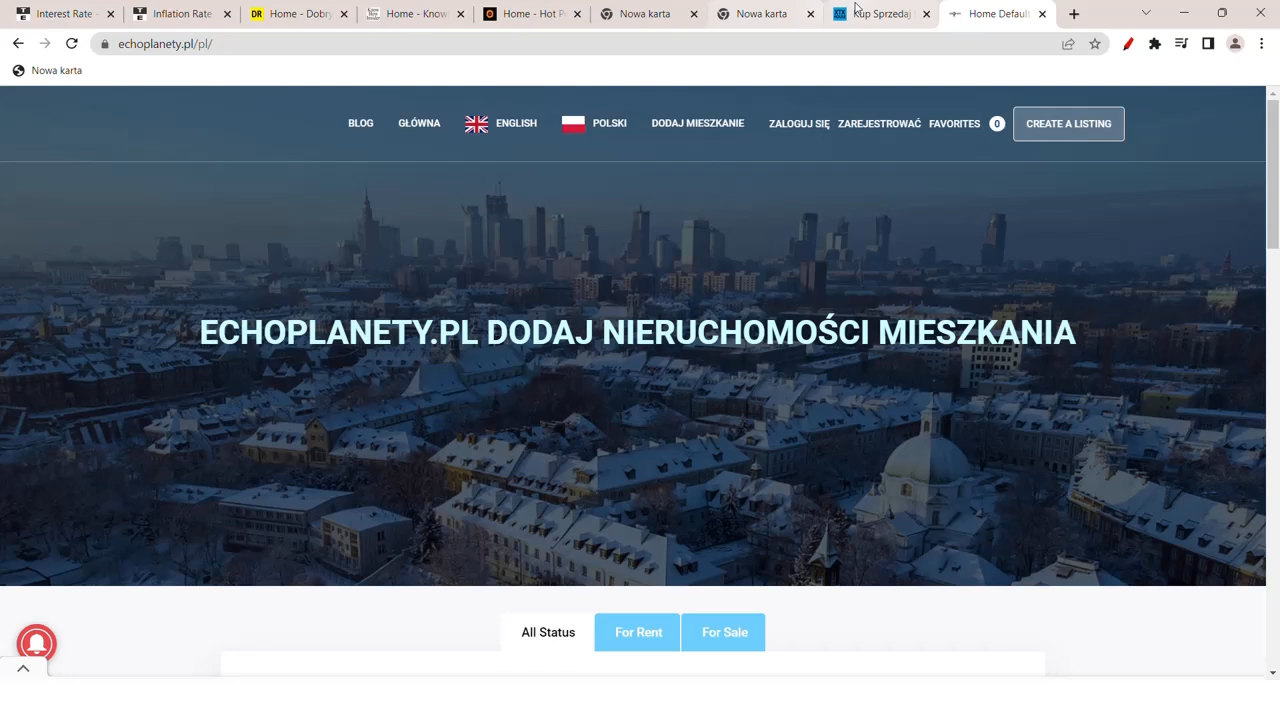 Interest Rate
Inflation Rate
DR Home - Dobry
Home - Know
Home - Hot P
Nowa karta
Nowa karta
Kup Sprzedaj
Home Default
echoplanety.pl/pl/
Nowa karta
BLOG GŁÓWNA ENGLISH POLSKI DODAJ MIESZKANIE ZALOGUJ SIĘ ZAREJESTROWAĆ FAVORITES 0 CREATE A LISTING
ECHOPLANETY.PL DODAJ NIERUCHOMOŚCI MIESZKANIA
All Status For Rent For Sale